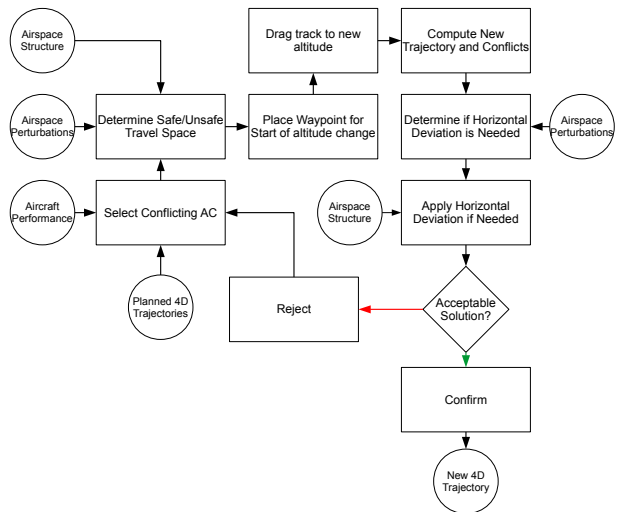 Airspace
Structure
Drag track to new
altitude
Compute New
Trajectory and Conflicts
Airspace
Perturbations
Determine Safe/Unsafe
Travel Space
Place Waypoint for
Start of altitude change
Determine if Horizontal
Deviation is Needed
Airspace
Perturbations
Aircraft
Performance
Select Conflicting AC
Airspace
Structure
Apply Horizontal
Deviation if Needed
Planned 4D
Trajectories
Reject
Acceptable
Solution?
Confirm
New 4D
Trajectory